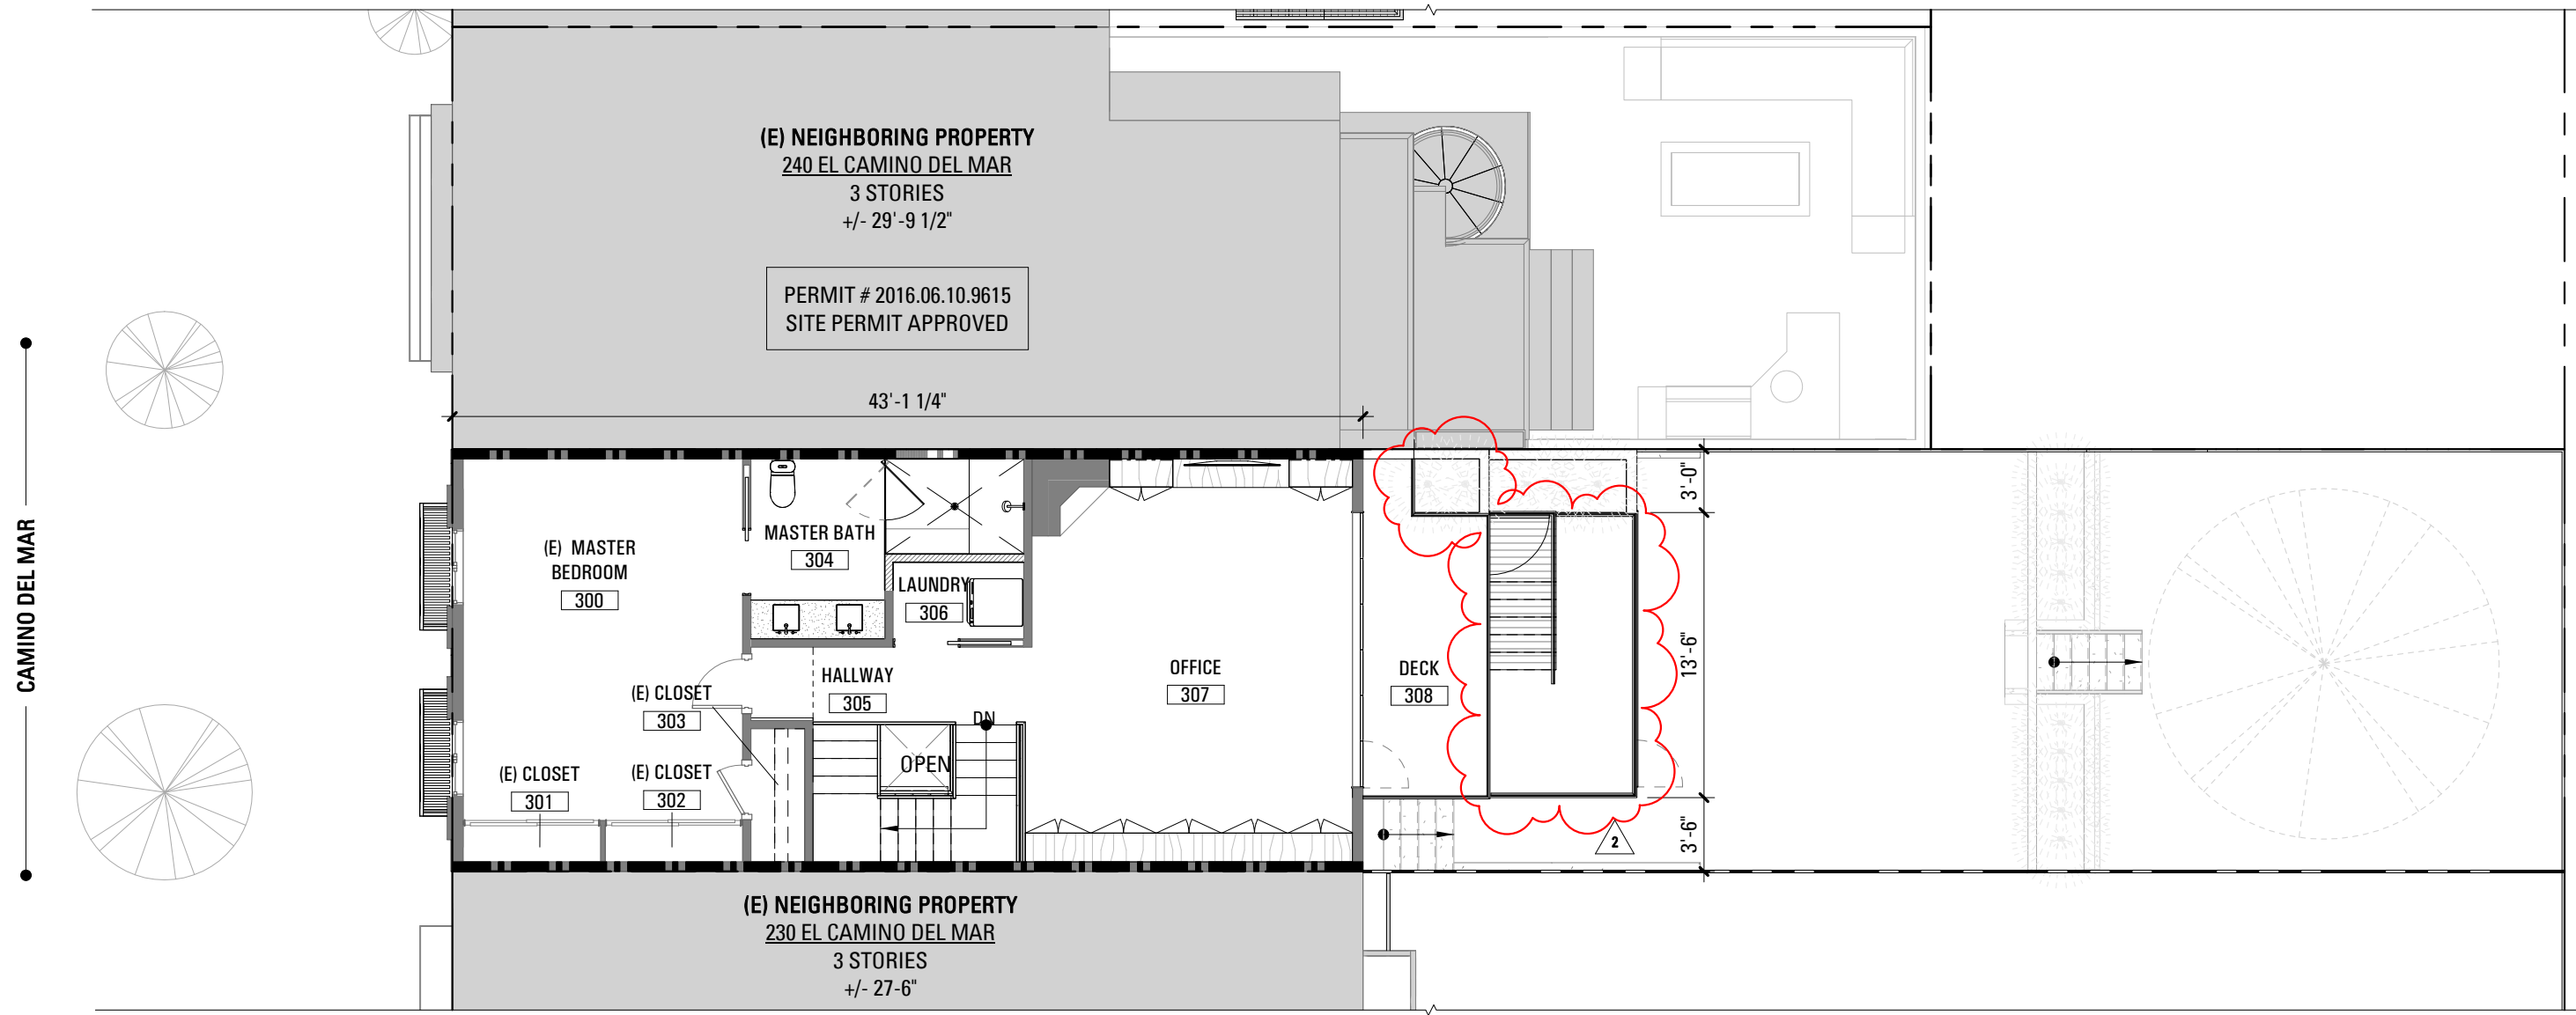 (E) NEIGHBORING PROPERTY
240 EL CAMINO DEL MAR
3 STORIES
+/- 29'-9 1/2"
PERMIT # 2016.06.10.9615
SITE PERMIT APPROVED
43'-1 1/4"
CAMINO DEL MAR
(E) MASTER
BEDROOM
300
MASTER BATH
304
LAUNDRY
306
HALLWAY
305
(E) CLOSET
303
(E) CLOSET
301
(E) CLOSET
302
OPEN
DN
OFFICE
307
DECK
308
3'-0"
13'-6"
3'-6"
2
(E) NEIGHBORING PROPERTY
230 EL CAMINO DEL MAR
3 STORIES
+/- 27-6"